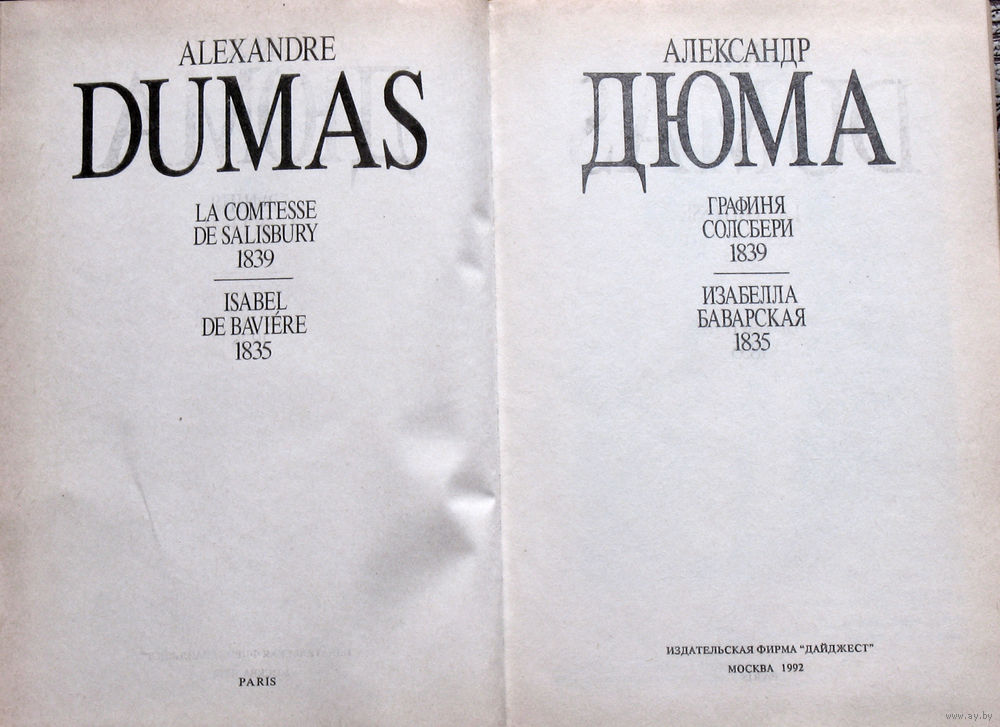 ALEXANDRE
DUMAS
LA COMTESSE
DE SALISBURY
1839
ISABEL
DE BAVIÉRE
1835
PARIS
АЛЕКСАНДР
ДЮМА
ГРАФИНЯ
СОЛСБЕРИ
1839
ИЗАБЕЛЛА
БАВАРСКАЯ
1835
ИЗДАТЕЛЬСКАЯ ФИРМА "ДАЙДЖЕСТ"
МОСКВА 1992
www.ay.by